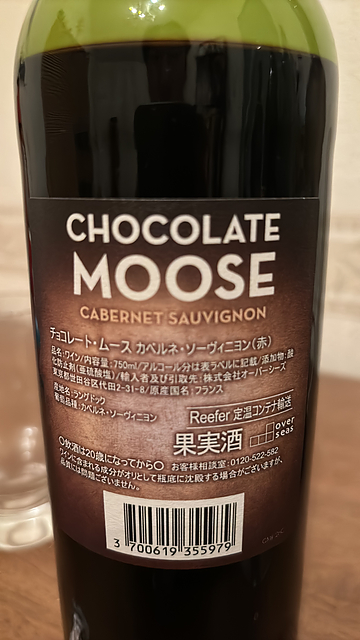 CHOCOLATE
MOOSE
CABERNET SAUVIGNON
チョコレート・ムース カベルネ・ソーヴィニヨン(赤)
品名:ワイン/内容量:750ml/アルコール分は表ラベルに記載/添加物:酸
化防止剤(亜硫酸塩)/輸入者及び引取先:株式会社オーバーシーズ
東京都世田谷区代田2-31-8/原産国名:フランス
産地名:ラングドック
葡萄品種:カベルネ・ソーヴィニヨン
Reefer 定温コンテナ輸送
果実酒
over
seas
○飲酒は20歳になってから○
お客様相談室:0120-522-582
ワインに含まれる成分がオリとして瓶底に沈殿する場合がございますが、
品質には問題ございません。
3 700619 355979